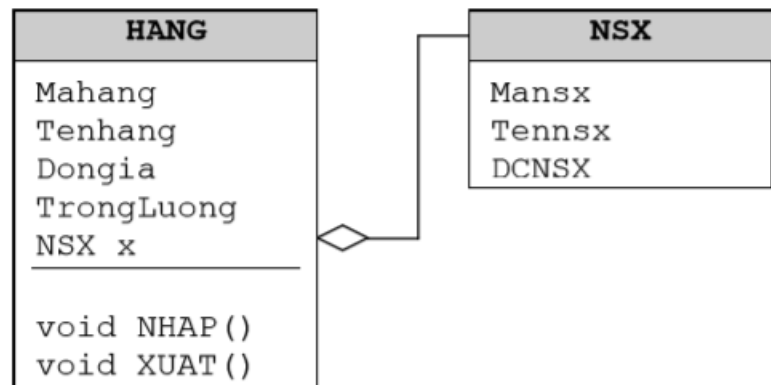 HANG
Mahang
Tenhang
Dongia
TrongLuong
NSX x
void NHAP()
void XUAT()
NSX
Mansx
Tennsx
DCNSX